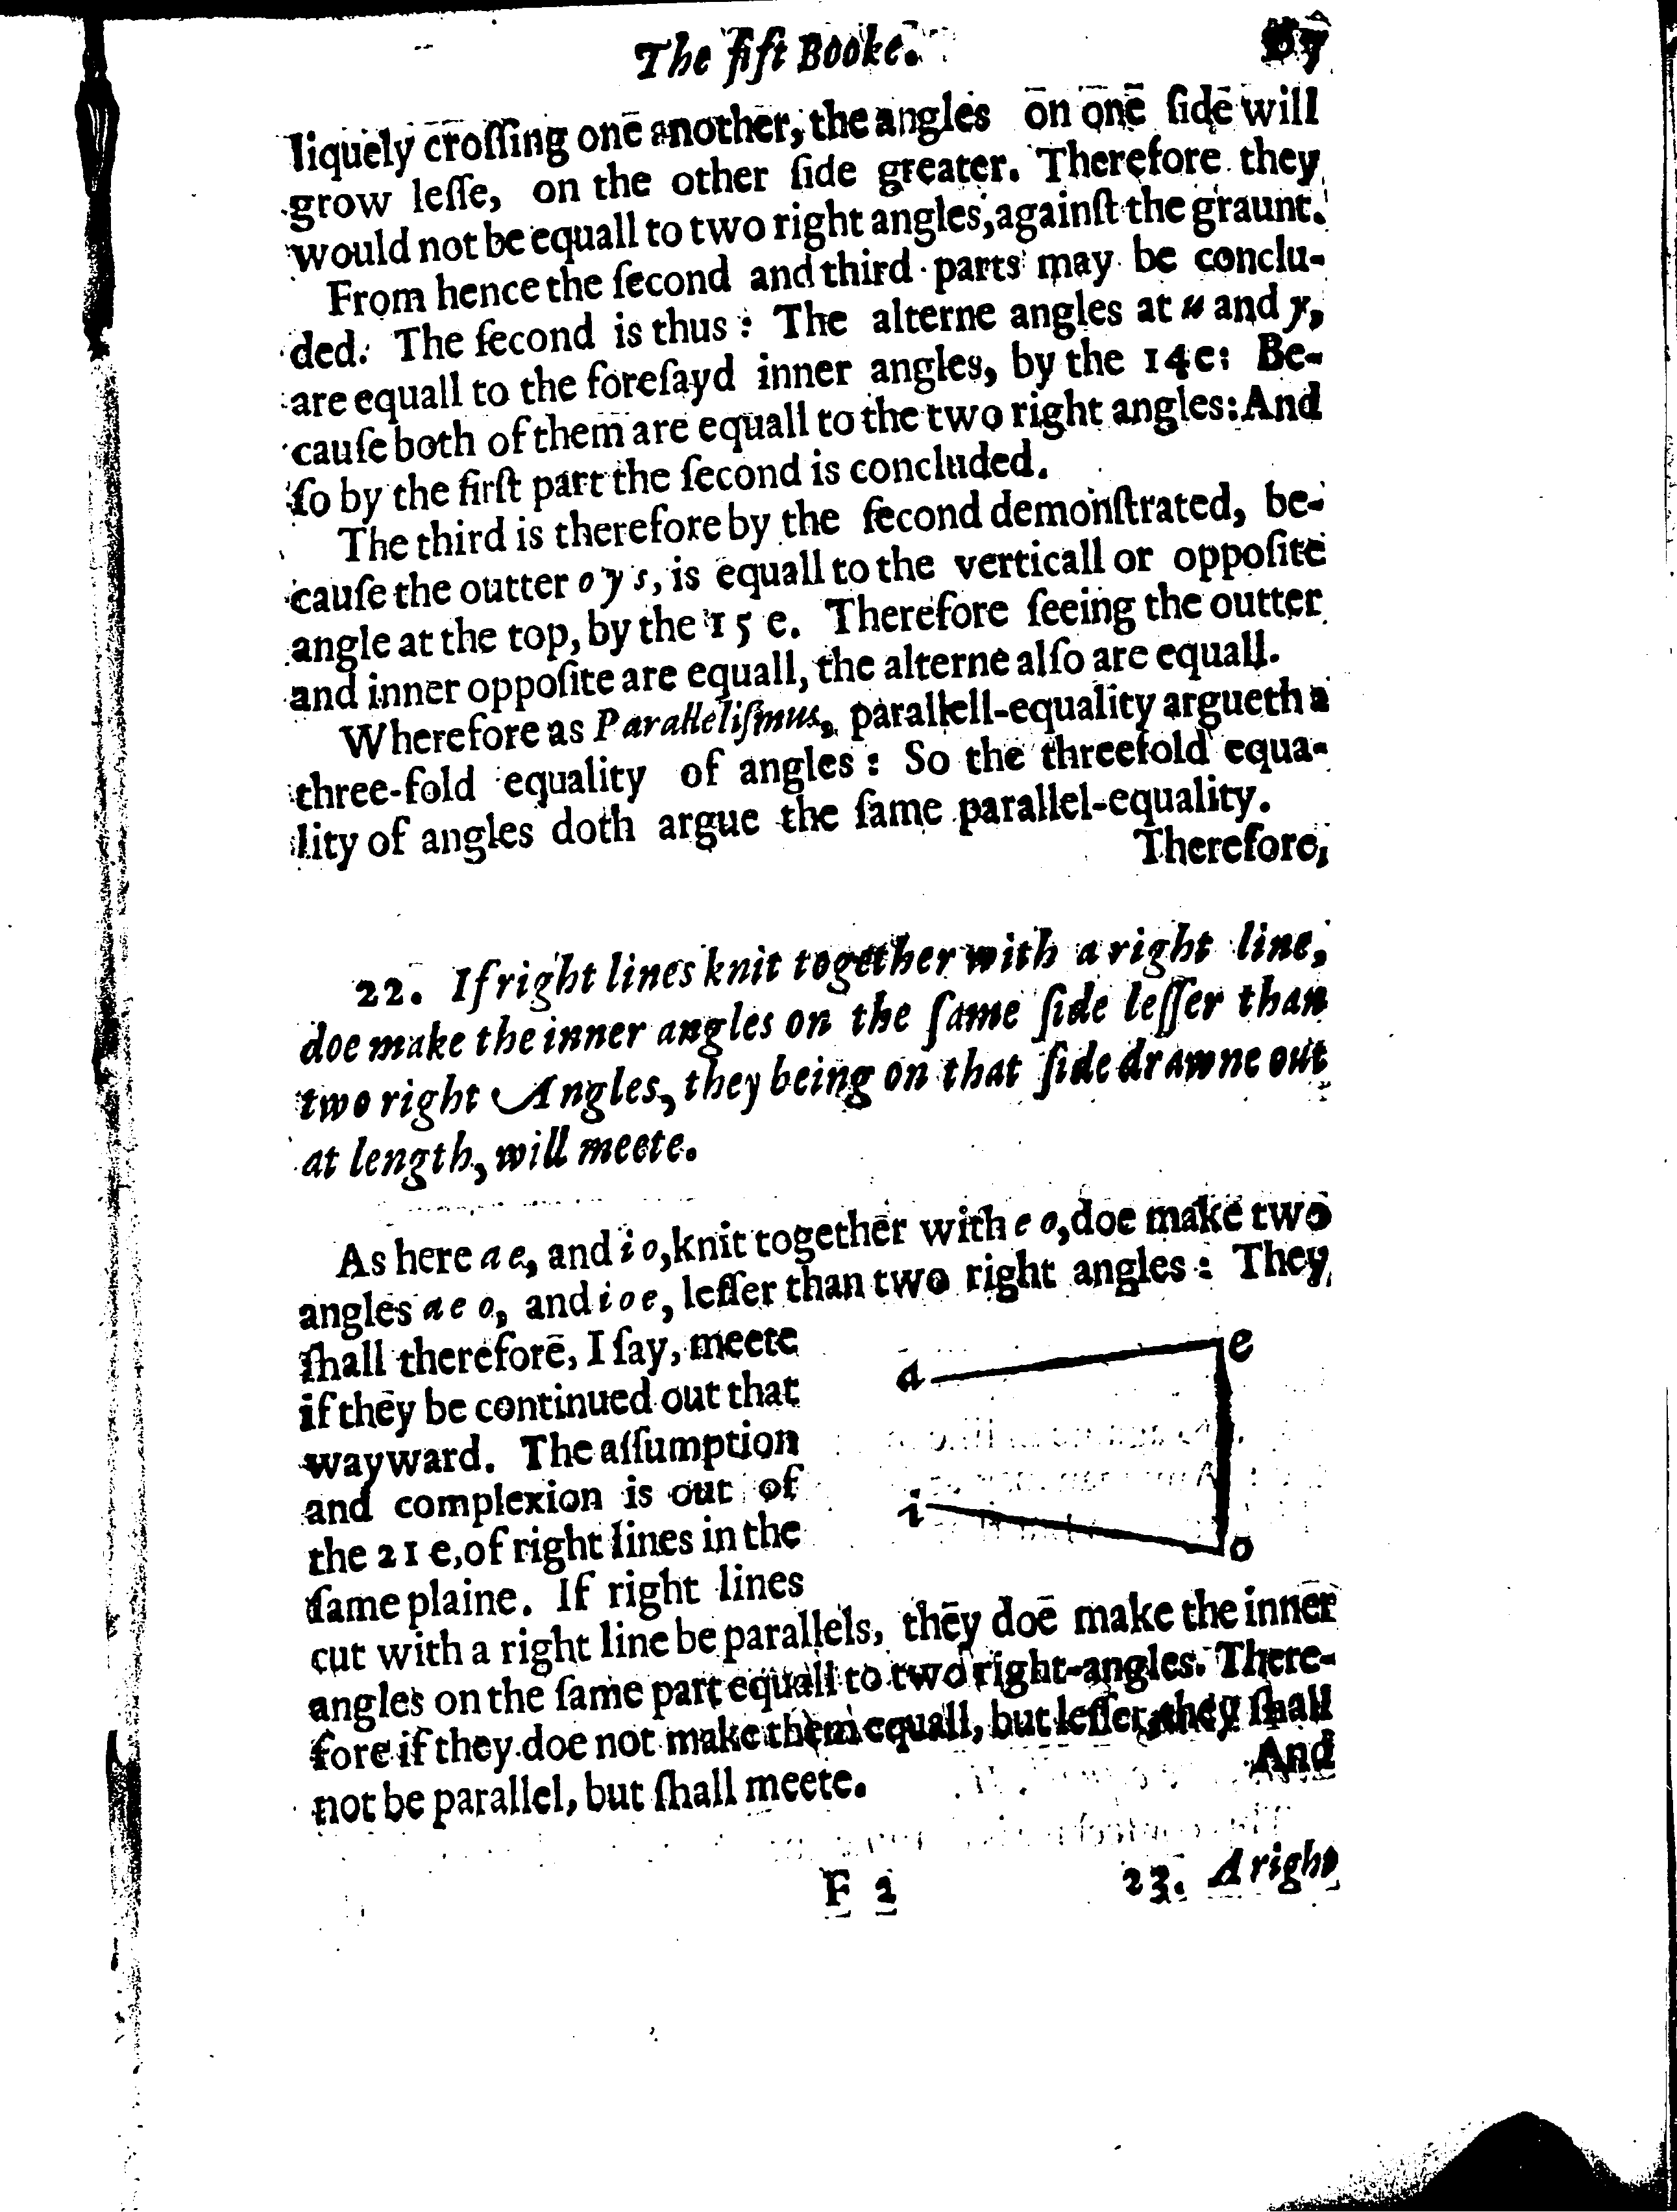 The fift Booke.
liquely croſſing one another, the angles on one ſide will
grow leſſe, on the other ſide greater. Therefore they
would not be equall to two right angles, againſt the graunt.
From hence the ſecond and third parts may be conclu-
ded. The ſecond is thus: The alterne angles at u and y,
are equall to the foreſayd inner angles, by the 14 e: Be-
cauſe both of them are equall to the two right angles: And
ſo by the firſt part the ſecond is concluded.
The third is therefore by the ſecond demonſtrated, be-
cauſe the outter o y s, is equall to the verticall or oppoſite
angle at the top, by the 15 e. Therefore ſeeing the outter
and inner oppoſite are equall, the alterne alſo are equall.
Wherefore as Paralleliſmus, parallell-equality argueth a
three-fold equality of angles: So the threefold equa-
lity of angles doth argue the ſame parallel-equality.
Therefore,
22. If right lines knit together with a right line,
doe make the inner angles on the ſame ſide leſſer than
two right Angles, they being on that ſide drawne out
at length, will meete.
As here a e, and i o, knit together with e o, doe make two
angles a e o, and i o e, leſſer than two right angles: They
ſhall therefore, I ſay, meete
if they be continued out that
wayward. The aſſumption
and complexion is out of
the 21 e, of right lines in the
ſame plaine. If right lines
cut with a right line be parallels, they doe make the inner
angles on the ſame part equall to two right-angles. There-
fore if they doe not make them equall, but leſſer, they ſhall
not be parallel, but ſhall meete.
And
a
e
i
o
F 2
23. A right